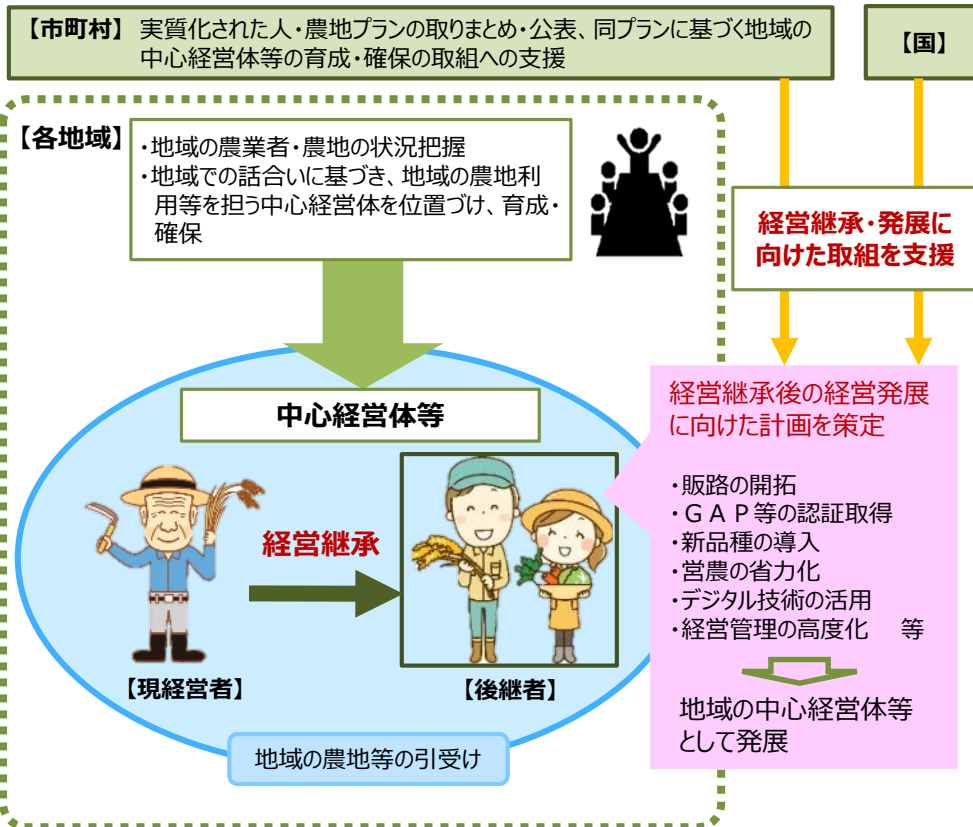 【市町村】 実質化された人・農地プランの取りまとめ・公表、同プランに基づく地域の
中心経営体等の育成・確保の取組への支援
【国】
【各地域】
・地域の農業者・農地の状況把握
・地域での話合いに基づき、地域の農地利
用等を担う中心経営体を位置づけ、育成・
確保
経営継承・発展に
向けた取組を支援
中心経営体等
経営継承
【現経営者】
【後継者】
地域の農地等の引受け
経営継承後の経営発展
に向けた計画を策定
・販路の開拓
・ＧＡＰ等の認証取得
・新品種の導入
・営農の省力化
・デジタル技術の活用
・経営管理の高度化 等
地域の中心経営体等
として発展